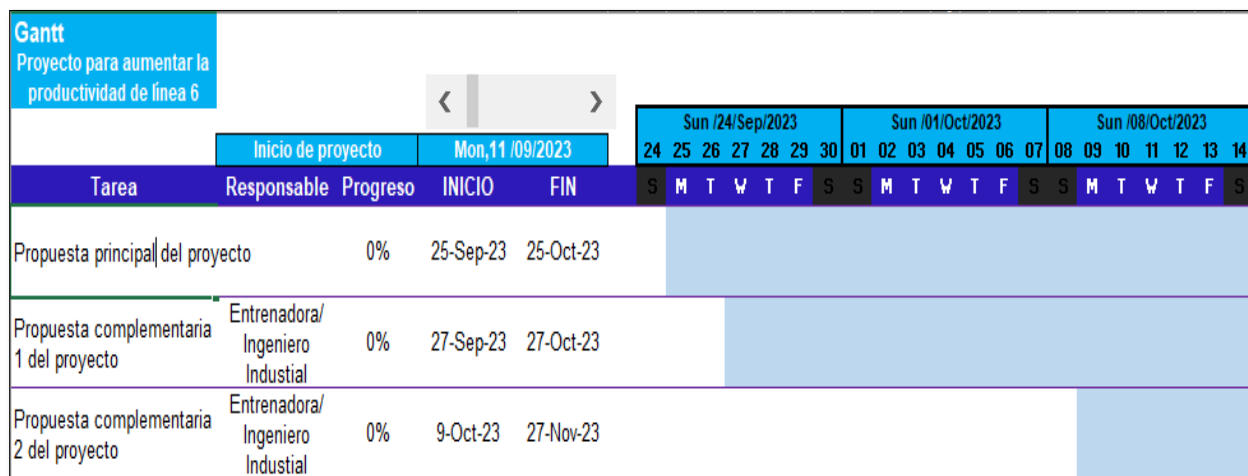 Gantt
Proyecto para aumentar la
productividad de línea 6
Sun /24/Sep/2023 Sun /01/Oct/2023 Sun /08/Oct/2023
Inicio de proyecto Mon,11 /09/2023 24 25 26 27 28 29 30 01 02 03 04 05 06 07 08 09 10 11 12 13 14
Tarea Responsable Progreso INICIO FIN S M T W T F S S M T W T F S S M T W T F S
Propuesta principal del proyecto 0% 25-Sep-23 25-Oct-23
Propuesta complementaria
1 del proyecto
Entrenadora/
Ingeniero
Industial
0% 27-Sep-23 27-Oct-23
Propuesta complementaria
2 del proyecto
Entrenadora/
Ingeniero
Industial
0% 9-Oct-23 27-Nov-23